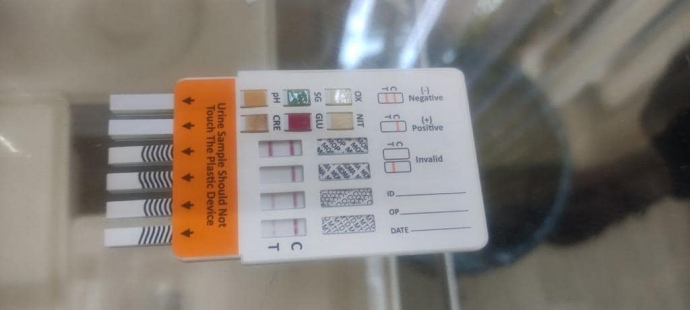 (-)
Negative
C
T
(+)
Positive
C
T
Invalid
C
T
ID
OP
DATE
OX
SG
pH
NIT
GLU
CRE
C
T
Urine Sample Should Not
Touch The Plastic Device